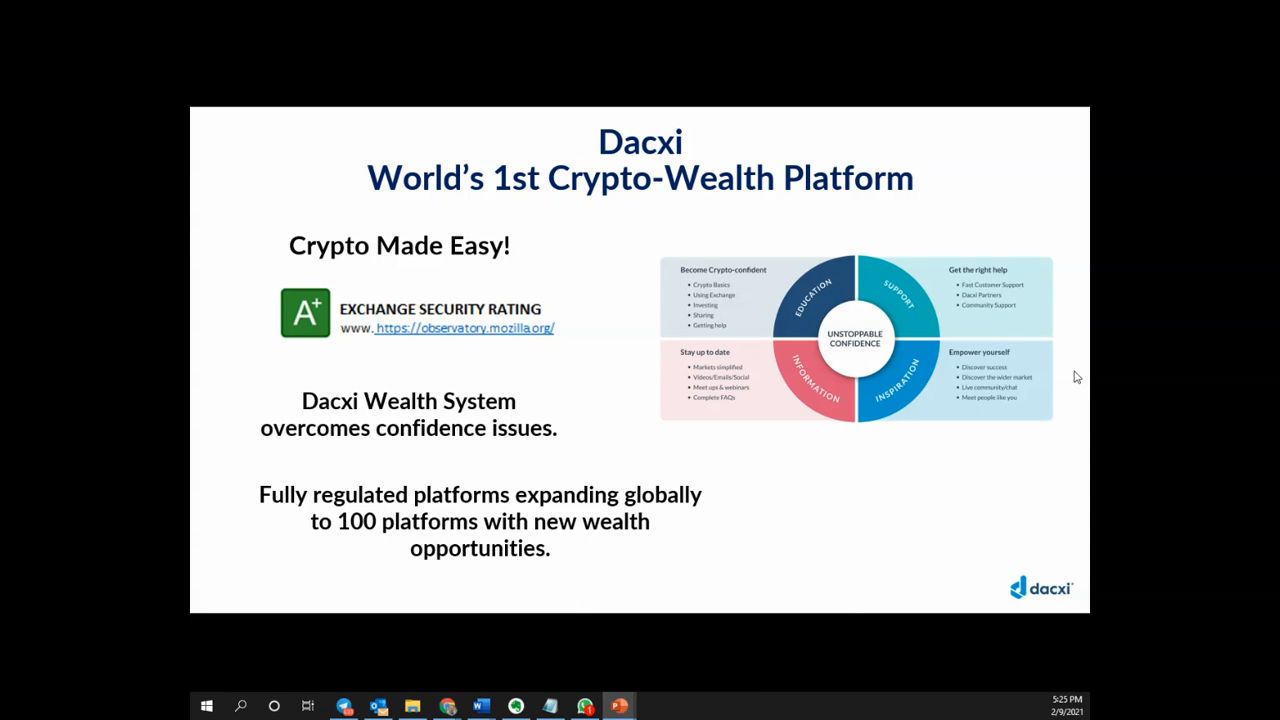 Dacxi
World's 1st Crypto-Wealth Platform
Crypto Made Easy!
A+
EXCHANGE SECURITY RATING
www. https://observatory.mozilla.org/
Dacxi Wealth System
overcomes confidence issues.
Fully regulated platforms expanding globally
to 100 platforms with new wealth
opportunities.
Become Crypto-confident
• Crypto Basics
• Using Exchange
• Investing
• Sharing
• Getting help
EDUCATION
SUPPORT
Get the right help
• Fast Customer Support
• Dacxi Partners
• Community Support
UNSTOPPABLE
CONFIDENCE
Stay up to date
• Markets simplified
• Videos/Emails/Social
• Meet ups & webinars
• Complete FAQs
INFORMATION
INSPIRATION
Empower yourself
• Discover success
• Discover the wider market
• Live community/chat
• Meet people like you
dacxi
5:25 PM
2/9/2021